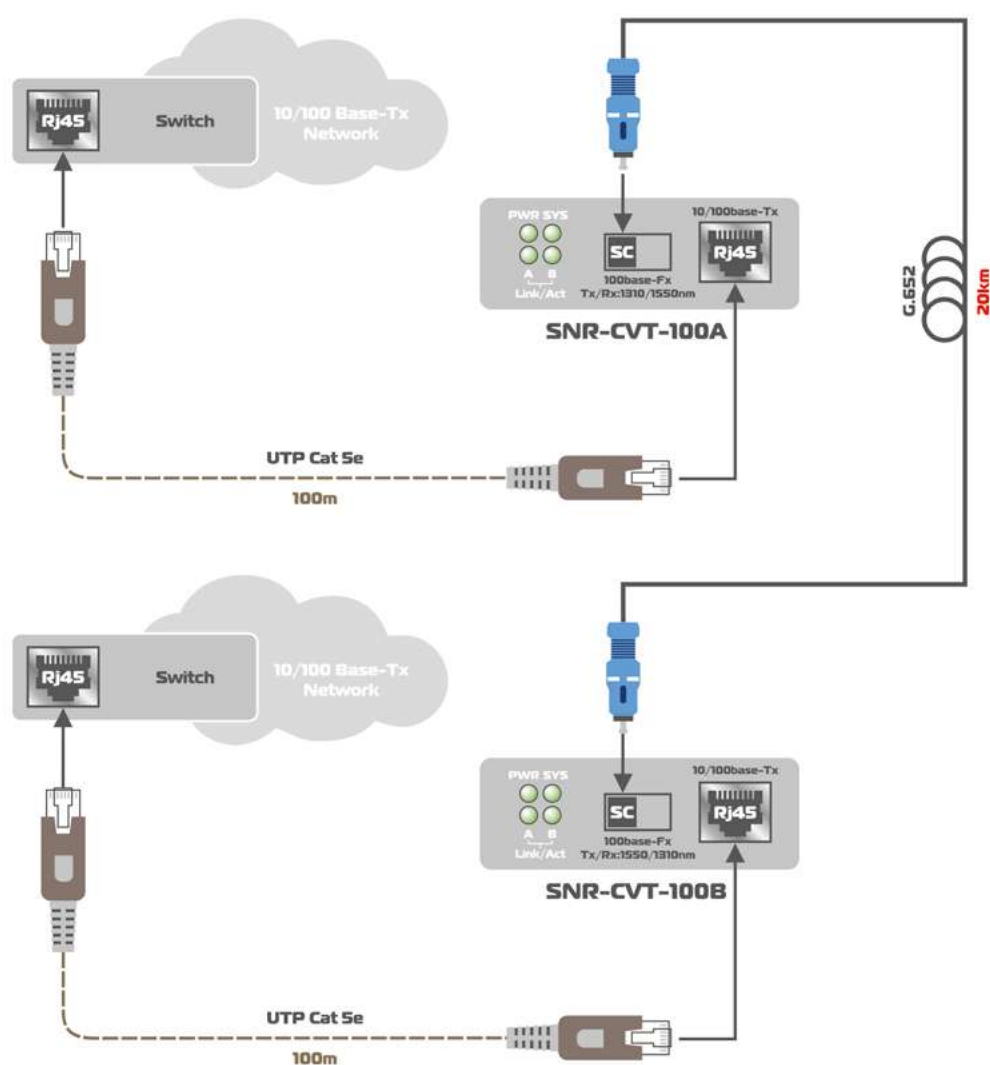 Rj45
Switch
10/100 Base-Tx
Network
PWR SYS
10/100base-Tx
SC
Rj45
A B
Link/Act
100base-Fx
Tx/Rx:1310/1550nm
SNR-CVT-100A
G.652
20km
UTP Cat 5e
100m
Rj45
Switch
10/100 Base-Tx
Network
PWR SYS
10/100base-Tx
SC
Rj45
A B
Link/Act
100base-Fx
Tx/Rx:1550/1310nm
SNR-CVT-100B
UTP Cat 5e
100m